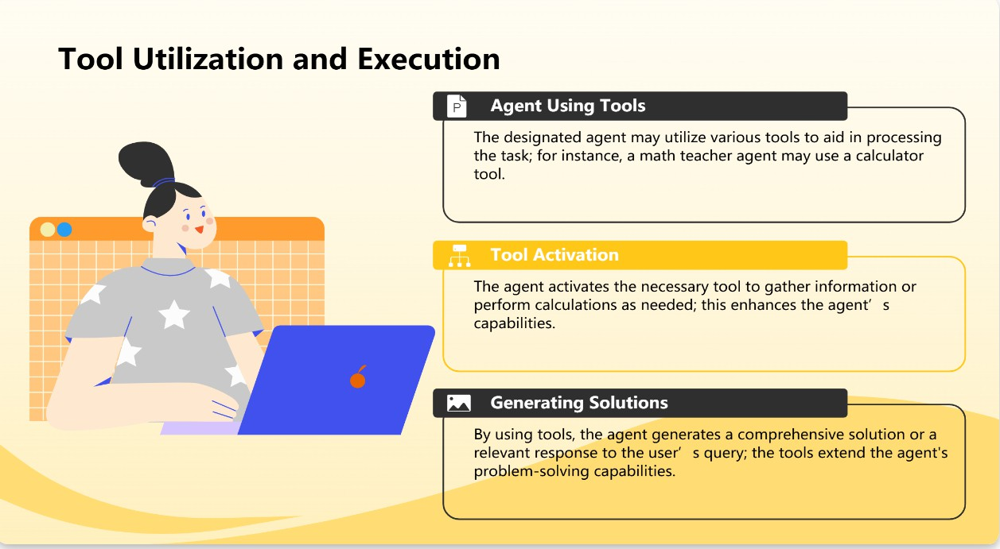 Tool Utilization and Execution
Agent Using Tools
The designated agent may utilize various tools to aid in processing
the task; for instance, a math teacher agent may use a calculator
tool.
Tool Activation
The agent activates the necessary tool to gather information or
perform calculations as needed; this enhances the agent’ s
capabilities.
Generating Solutions
By using tools, the agent generates a comprehensive solution or a
relevant response to the user’ s query; the tools extend the agent's
problem-solving capabilities.